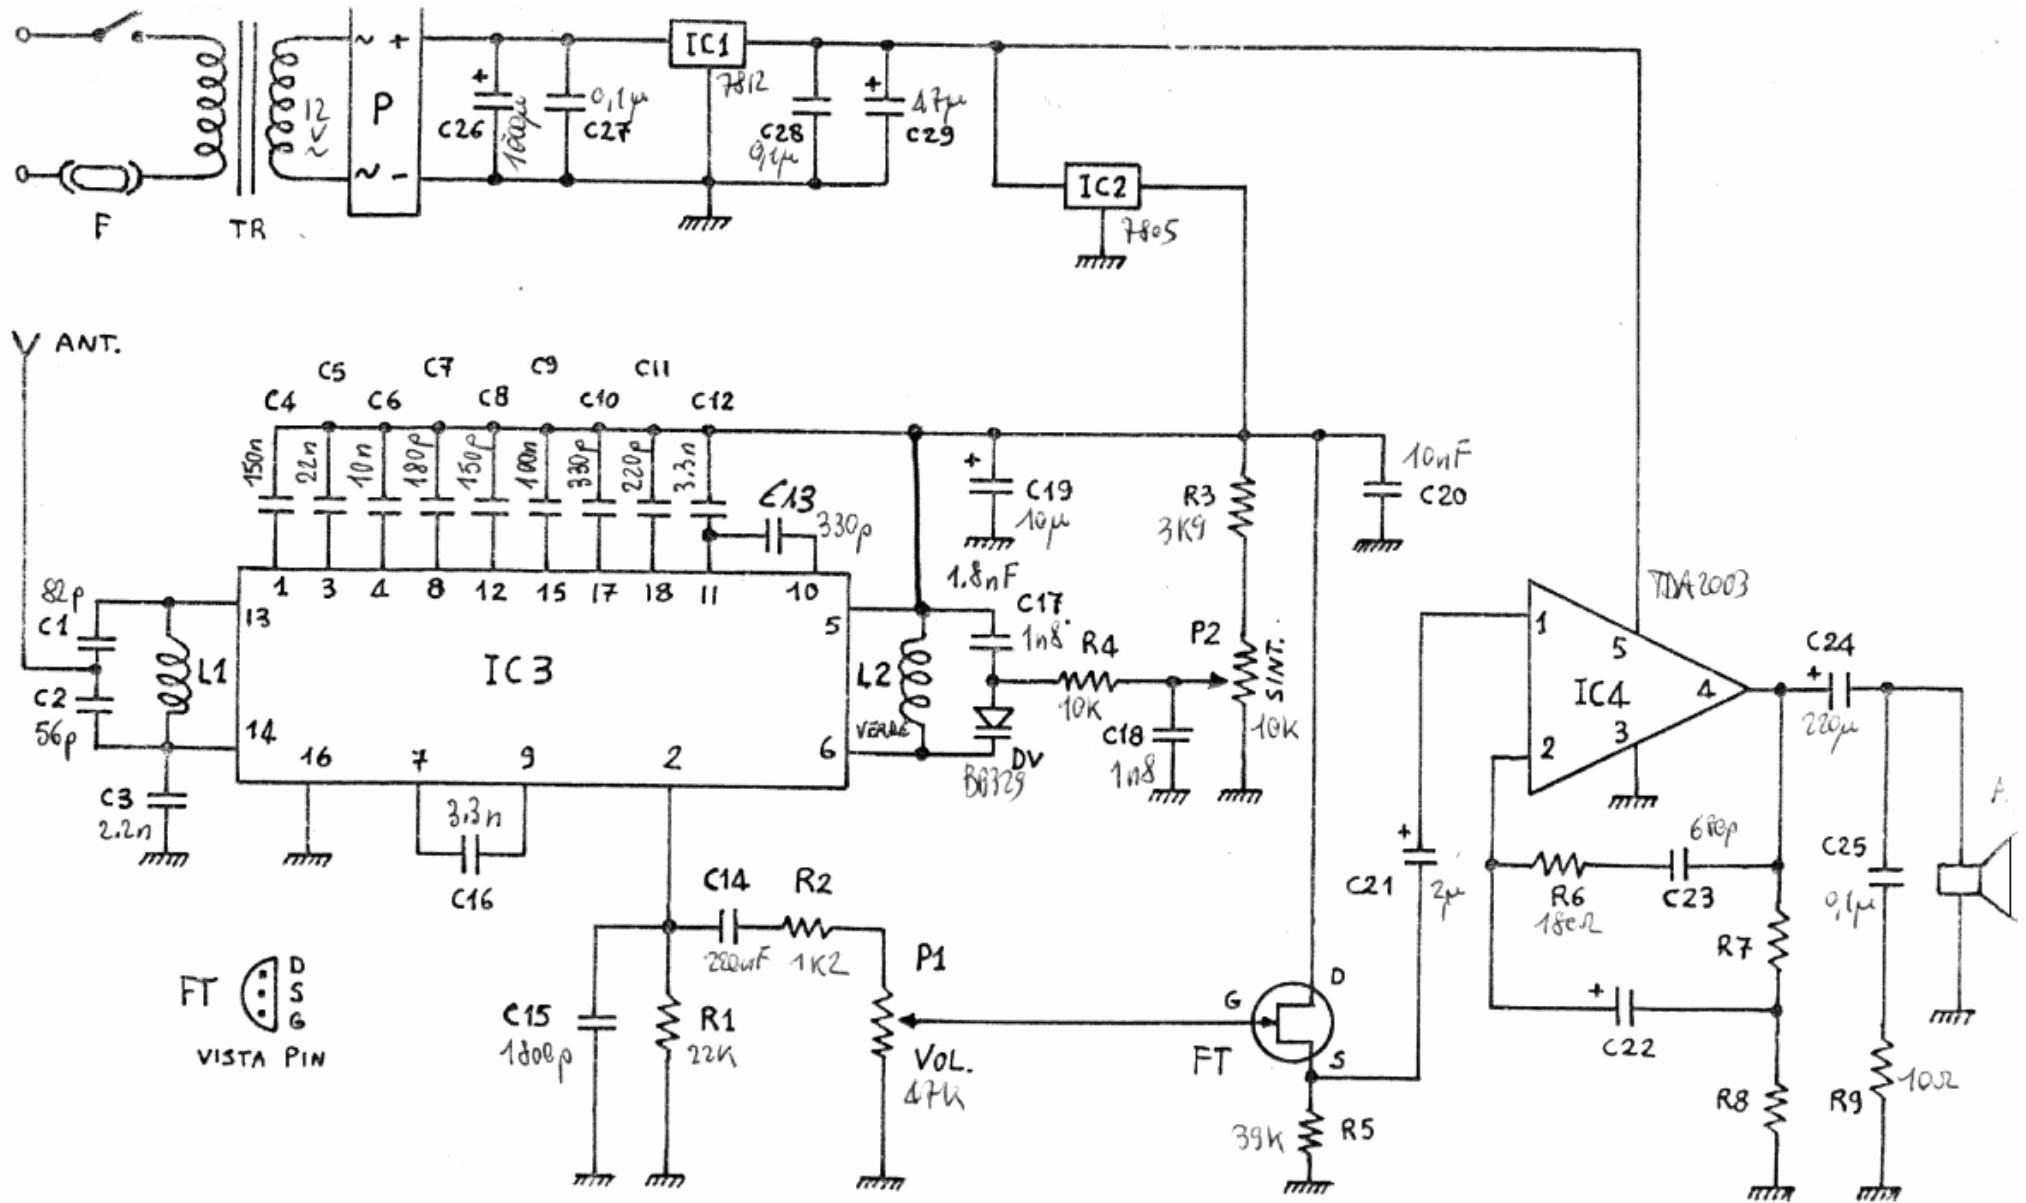 ~ +
IC1
7812
12 V ~
P
C26
1000µ
0,1µ
C27
C28
0,1µ
47µ
C29
~ -
F
TR
IC2
7805
V ANT.
C4
C5
C6
C7
C8
C9
C10
C11
C12
150n
22n
10n
180p
150p
100n
330p
220p
3.3n
C13
330p
C19
10µ
R3
3K9
10nF
C20
1 3 4 8 12 15 17 18 11 10
82p
C1
13
L1
C2
56p
14
IC3
5
L2
VERDE
6
1.8nF
C17
1n8
R4
10K
C18
1n8
DV
BB329
P2
SINT.
10K
TDA2003
1
5
IC4
4
2
3
C24
220µ
16 7 9 2
C3
2.2n
3.3n
C16
C14
220nF
R2
1K2
P1
VOL.
47K
C15
1800p
R1
22K
FT
D
S
G
VISTA PIN
G
D
S
FT
39K
R5
C21
2µ
R6
18
680p
C23
R7
C22
R8
C25
0,1µ
R9
10Ω
A.